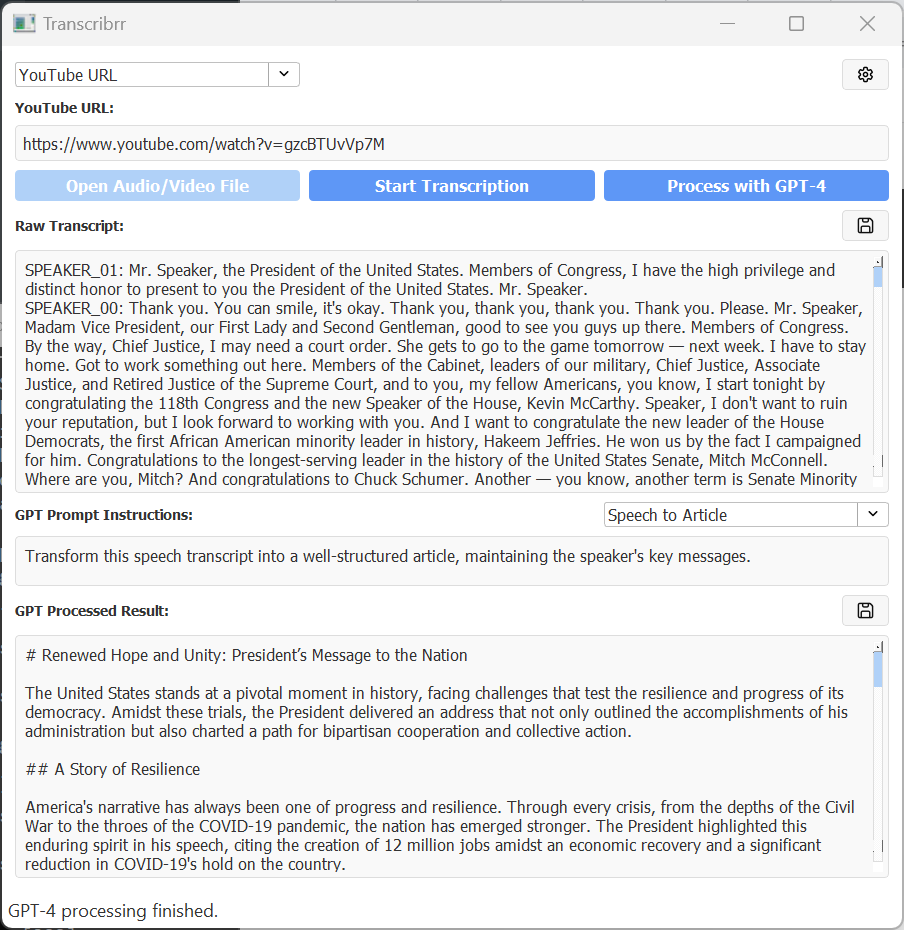 Transcribrr
YouTube URL
YouTube URL:
https://www.youtube.com/watch?v=gzcBTUvVp7M
Open Audio/Video File
Start Transcription
Process with GPT-4
Raw Transcript:
SPEAKER_01: Mr. Speaker, the President of the United States. Members of Congress, I have the high privilege and
distinct honor to present to you the President of the United States. Mr. Speaker.
SPEAKER_00: Thank you. You can smile, it's okay. Thank you, thank you, thank you. Thank you. Please. Mr. Speaker,
Madam Vice President, our First Lady and Second Gentleman, good to see you guys up there. Members of Congress.
By the way, Chief Justice, I may need a court order. She gets to go to the game tomorrow — next week. I have to stay
home. Got to work something out here. Members of the Cabinet, leaders of our military, Chief Justice, Associate
Justice, and Retired Justice of the Supreme Court, and to you, my fellow Americans, you know, I start tonight by
congratulating the 118th Congress and the new Speaker of the House, Kevin McCarthy. Speaker, I don't want to ruin
your reputation, but I look forward to working with you. And I want to congratulate the new leader of the House
Democrats, the first African American minority leader in history, Hakeem Jeffries. He won us by the fact I campaigned
for him. Congratulations to the longest-serving leader in the history of the United States Senate, Mitch McConnell.
Where are you, Mitch? And congratulations to Chuck Schumer. Another — you know, another term is Senate Minority
GPT Prompt Instructions:
Speech to Article
Transform this speech transcript into a well-structured article, maintaining the speaker's key messages.
GPT Processed Result:
# Renewed Hope and Unity: President’s Message to the Nation
The United States stands at a pivotal moment in history, facing challenges that test the resilience and progress of its
democracy. Amidst these trials, the President delivered an address that not only outlined the accomplishments of his
administration but also charted a path for bipartisan cooperation and collective action.
## A Story of Resilience
America's narrative has always been one of progress and resilience. Through every crisis, from the depths of the Civil
War to the throes of the COVID-19 pandemic, the nation has emerged stronger. The President highlighted this
enduring spirit in his speech, citing the creation of 12 million jobs amidst an economic recovery and a significant
reduction in COVID-19's hold on the country.
GPT-4 processing finished.